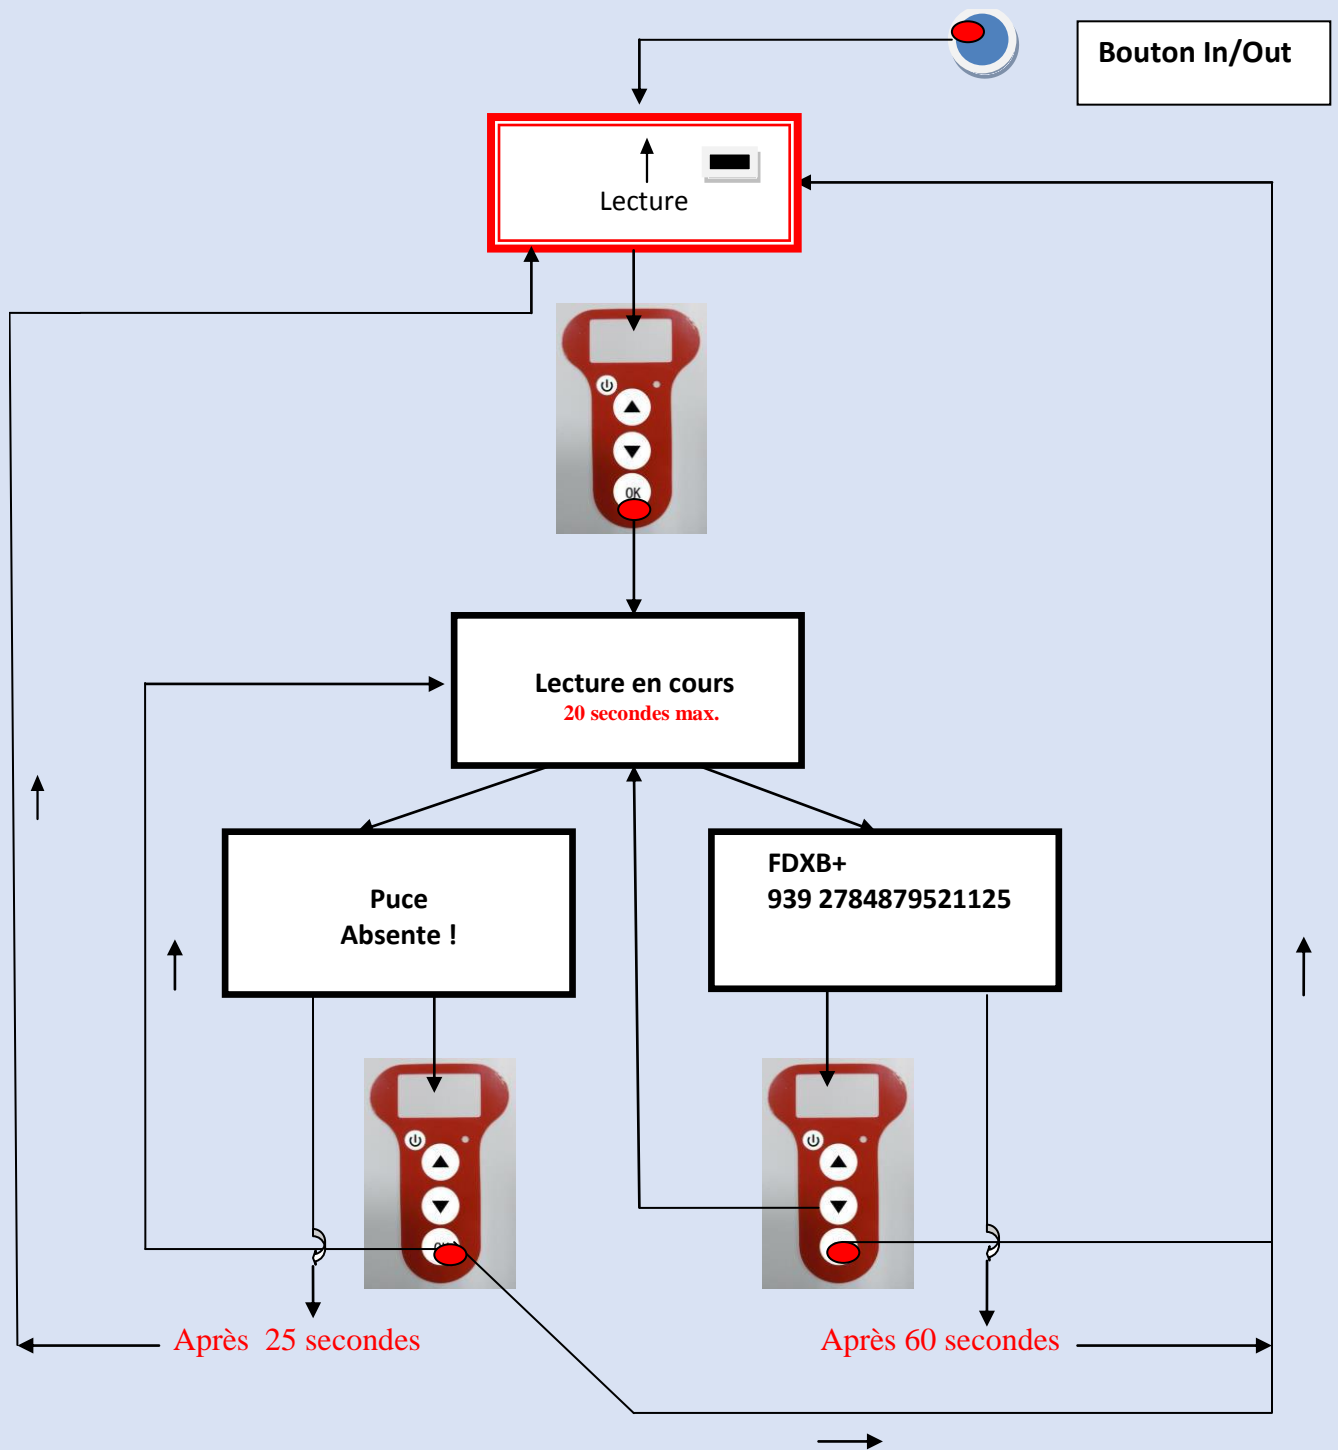 Bouton In/Out
Lecture
OK
Lecture en cours
20 secondes max.
Puce
Absente !
FDXB+
939 2784879521125
Après  25 secondes
Après 60 secondes